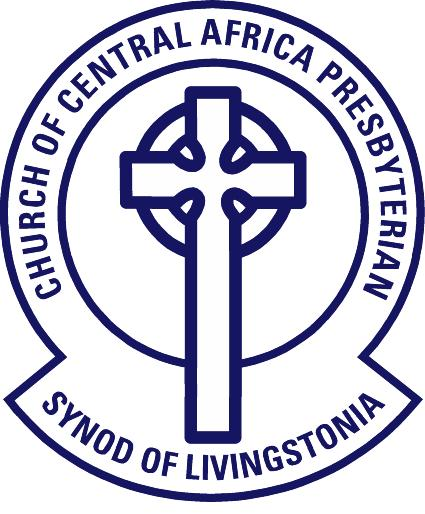 CHURCH OF CENTRAL AFRICA PRESBYTERIAN
SYNOD OF LIVINGSTONIA